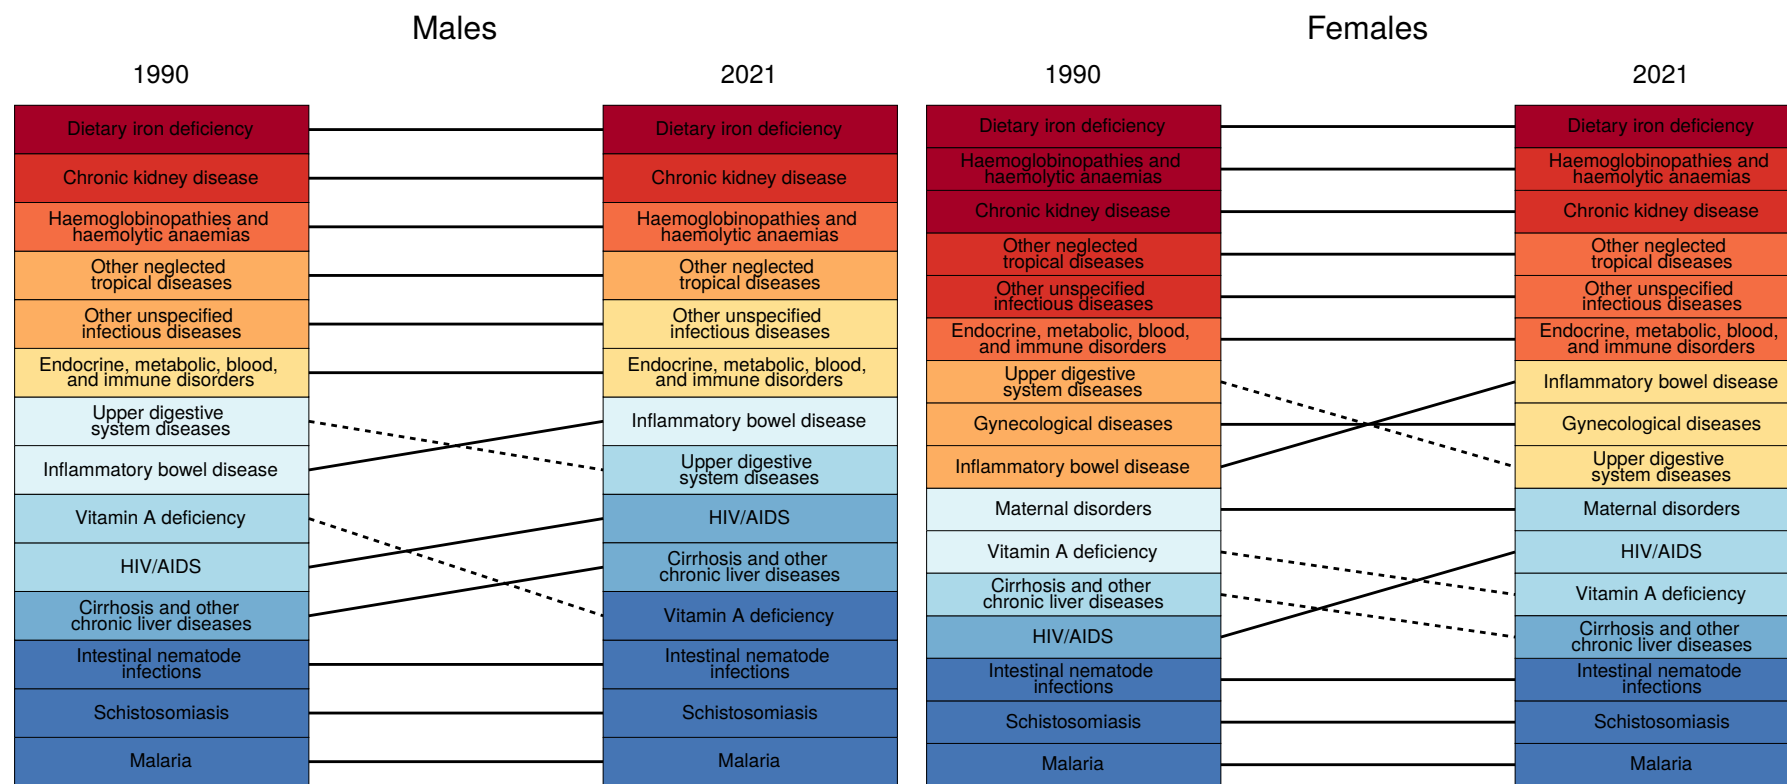 Males
1990
2021
Dietary iron deficiency
Chronic kidney disease
Haemoglobinopathies and
haemolytic anaemias
Other neglected
tropical diseases
Other unspecified
infectious diseases
Endocrine, metabolic, blood,
and immune disorders
Upper digestive
system diseases
Inflammatory bowel disease
Vitamin A deficiency
HIV/AIDS
Cirrhosis and other
chronic liver diseases
Intestinal nematode
infections
Schistosomiasis
Malaria
Dietary iron deficiency
Chronic kidney disease
Haemoglobinopathies and
haemolytic anaemias
Other neglected
tropical diseases
Other unspecified
infectious diseases
Endocrine, metabolic, blood,
and immune disorders
Inflammatory bowel disease
Upper digestive
system diseases
HIV/AIDS
Cirrhosis and other
chronic liver diseases
Vitamin A deficiency
Intestinal nematode
infections
Schistosomiasis
Malaria
Females
1990
2021
Dietary iron deficiency
Haemoglobinopathies and
haemolytic anaemias
Chronic kidney disease
Other neglected
tropical diseases
Other unspecified
infectious diseases
Endocrine, metabolic, blood,
and immune disorders
Upper digestive
system diseases
Gynecological diseases
Inflammatory bowel disease
Maternal disorders
Vitamin A deficiency
Cirrhosis and other
chronic liver diseases
HIV/AIDS
Intestinal nematode
infections
Schistosomiasis
Malaria
Dietary iron deficiency
Haemoglobinopathies and
haemolytic anaemias
Chronic kidney disease
Other neglected
tropical diseases
Other unspecified
infectious diseases
Endocrine, metabolic, blood,
and immune disorders
Inflammatory bowel disease
Gynecological diseases
Upper digestive
system diseases
Maternal disorders
HIV/AIDS
Vitamin A deficiency
Cirrhosis and other
chronic liver diseases
Intestinal nematode
infections
Schistosomiasis
Malaria